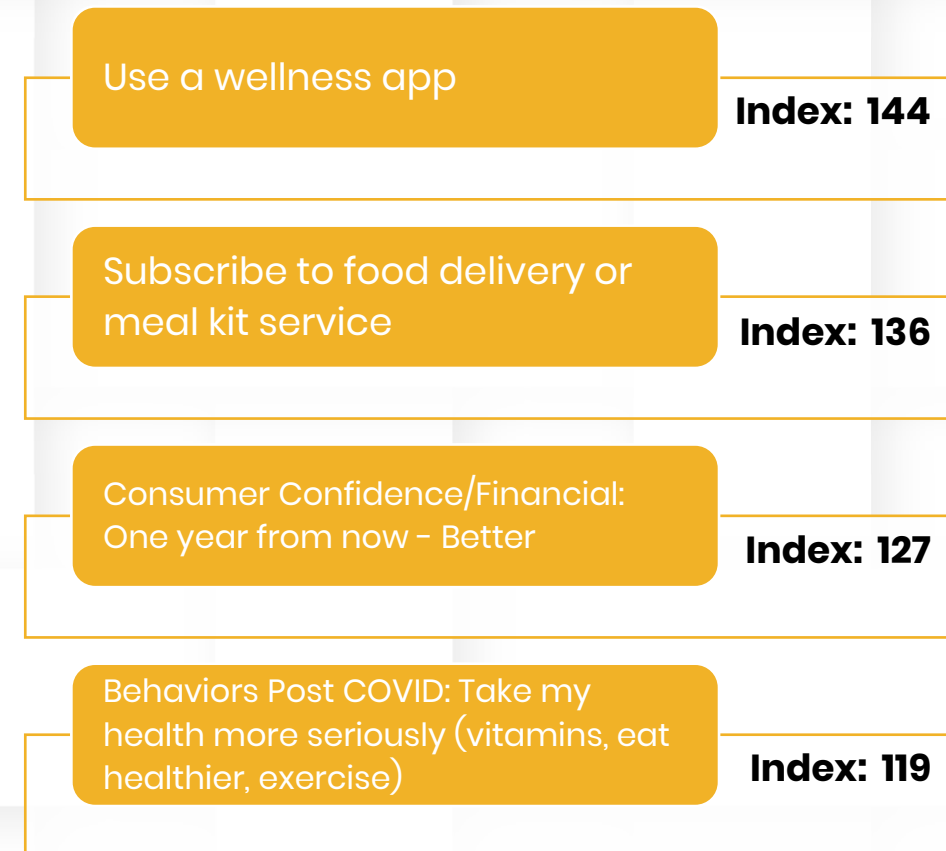 Use a wellness app
Index: 144
Subscribe to food delivery or
meal kit service
Index: 136
Consumer Confidence/Financial:
One year from now - Better
Index: 127
Behaviors Post COVID: Take my
health more seriously (vitamins, eat
healthier, exercise)
Index: 119